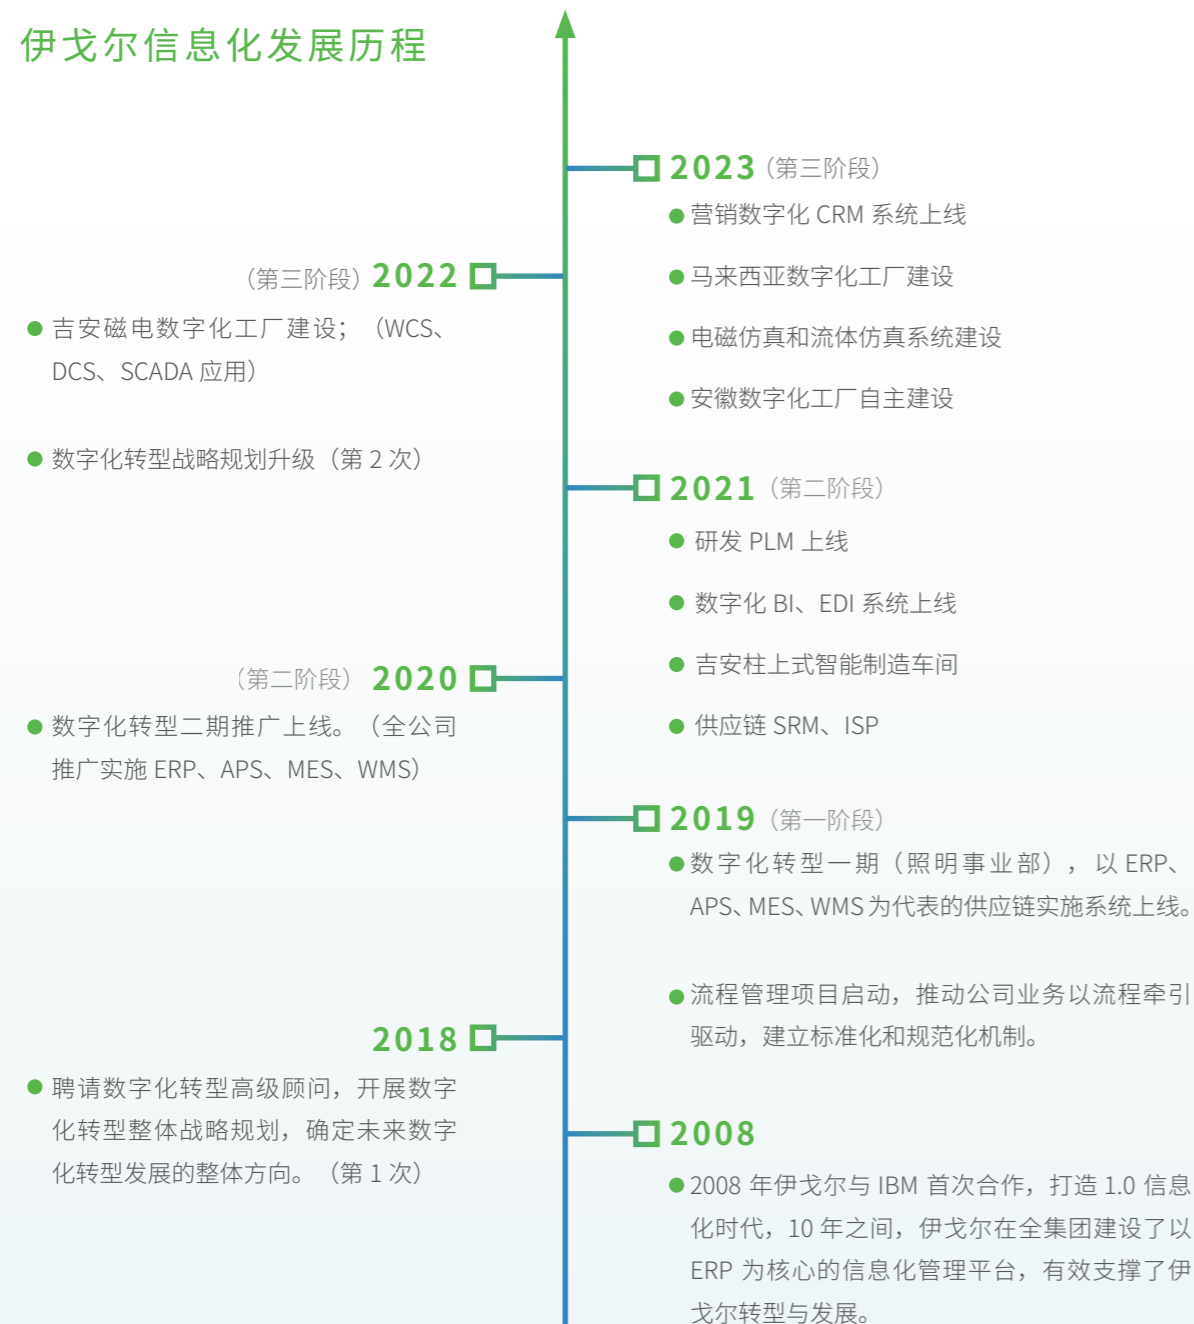 伊戈尔信息化发展历程
2023（第三阶段）
营销数字化 CRM 系统上线
马来西亚数字化工厂建设
电磁仿真和流体仿真系统建设
安徽数字化工厂自主建设
（第三阶段）2022
吉安磁电数字化工厂建设；（WCS、
DCS、SCADA 应用）
数字化转型战略规划升级（第 2 次）
2021（第二阶段）
研发 PLM 上线
数字化 BI、EDI 系统上线
吉安柱上式智能制造车间
供应链 SRM、ISP
（第二阶段）2020
数字化转型二期推广上线。（全公司
推广实施 ERP、APS、MES、WMS）
2019（第一阶段）
数字化转型一期（照明事业部），以 ERP、
APS、MES、WMS 为代表的供应链实施系统上线。
流程管理项目启动，推动公司业务以流程牵引
驱动，建立标准化和规范化机制。
2018
聘请数字化转型高级顾问，开展数字
化转型整体战略规划，确定未来数字
化转型发展的整体方向。（第 1 次）
2008
2008 年伊戈尔与 IBM 首次合作，打造 1.0 信息
化时代，10 年之间，伊戈尔在全集团建设了以
ERP 为核心的信息化管理平台，有效支撑了伊
戈尔转型与发展。